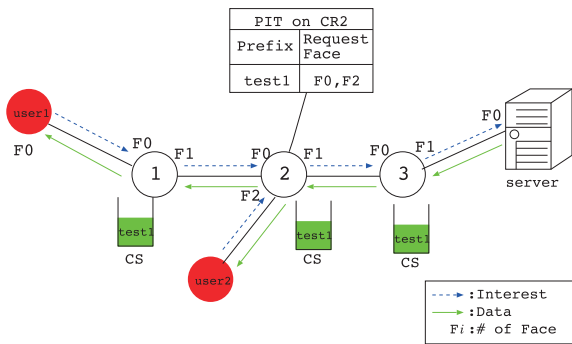 PIT on CR2
Prefix Request Face
test1 F0,F2
user1
F0
F0
F1
F0
F1
F0
F1
F0
server
1
2
3
F2
test1
CS
user2
test1
CS
test1
CS
:Interest
:Data
Fi:# of Face